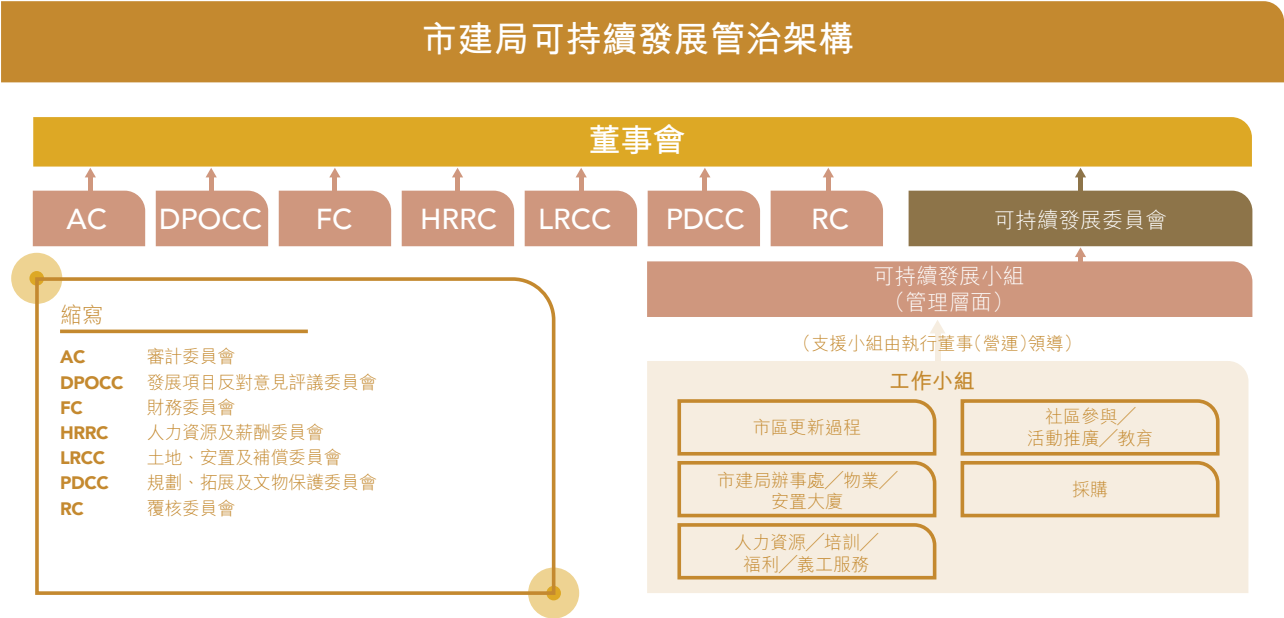 市建局可持續發展管治架構
董事會
AC
DPOCC
FC
HRRC
LRCC
PDCC
RC
可持續發展委員會
可持續發展小組
（管理層面）
（支援小組由執行董事(營運)領導）
縮寫
AC 審計委員會
DPOCC 發展項目反對意見評議委員會
FC 財務委員會
HRRC 人力資源及薪酬委員會
LRCC 土地、安置及補償委員會
PDCC 規劃、拓展及文物保護委員會
RC 覆核委員會
工作小組
市區更新過程
社區參與╱
活動推廣╱教育
市建局辦事處╱物業╱
安置大廈
採購
人力資源╱培訓╱
福利╱義工服務